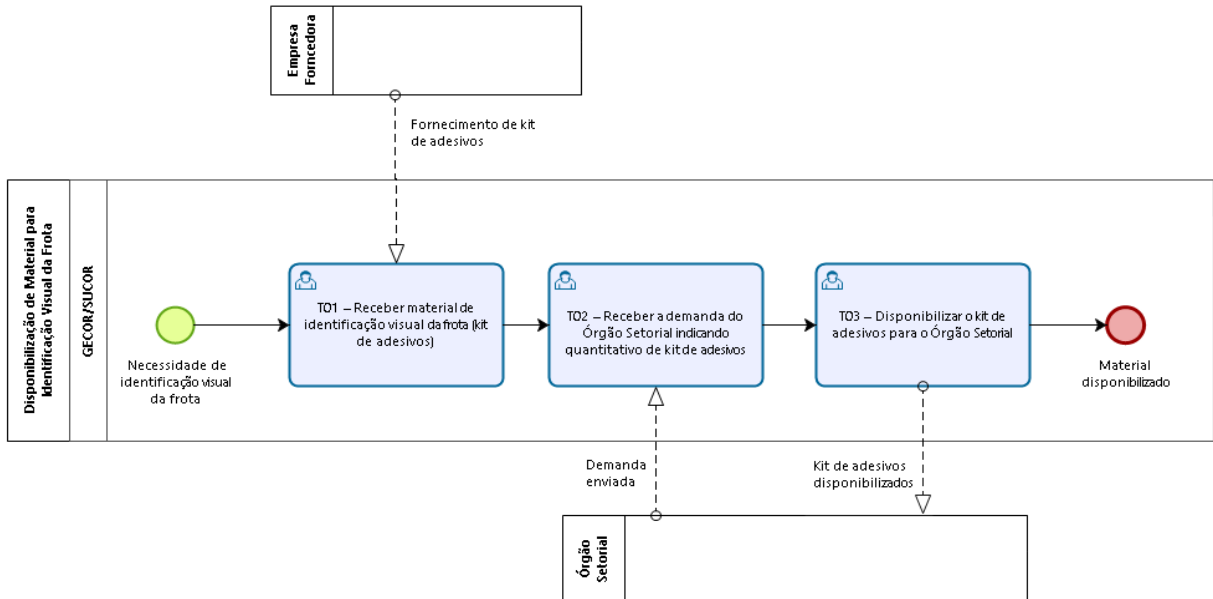 Empresa
Forncedora
Fornecimento de kit
de adesivos
Disponibilização de Material para
Identificação Visual da Frota
GECOR/SUCOR
Necessidade de
identificação visual
da frota
TO1 – Receber material de
identificação visual da frota (kit
de adesivos)
TO2 – Receber a demanda do
Órgão Setorial indicando
quantitativo de kit de adesivos
TO3 – Disponibilizar o kit de
adesivos para o Órgão Setorial
Material
disponibilizado
Demanda
enviada
Kit de adesivos
disponibilizados
Órgão
Setorial